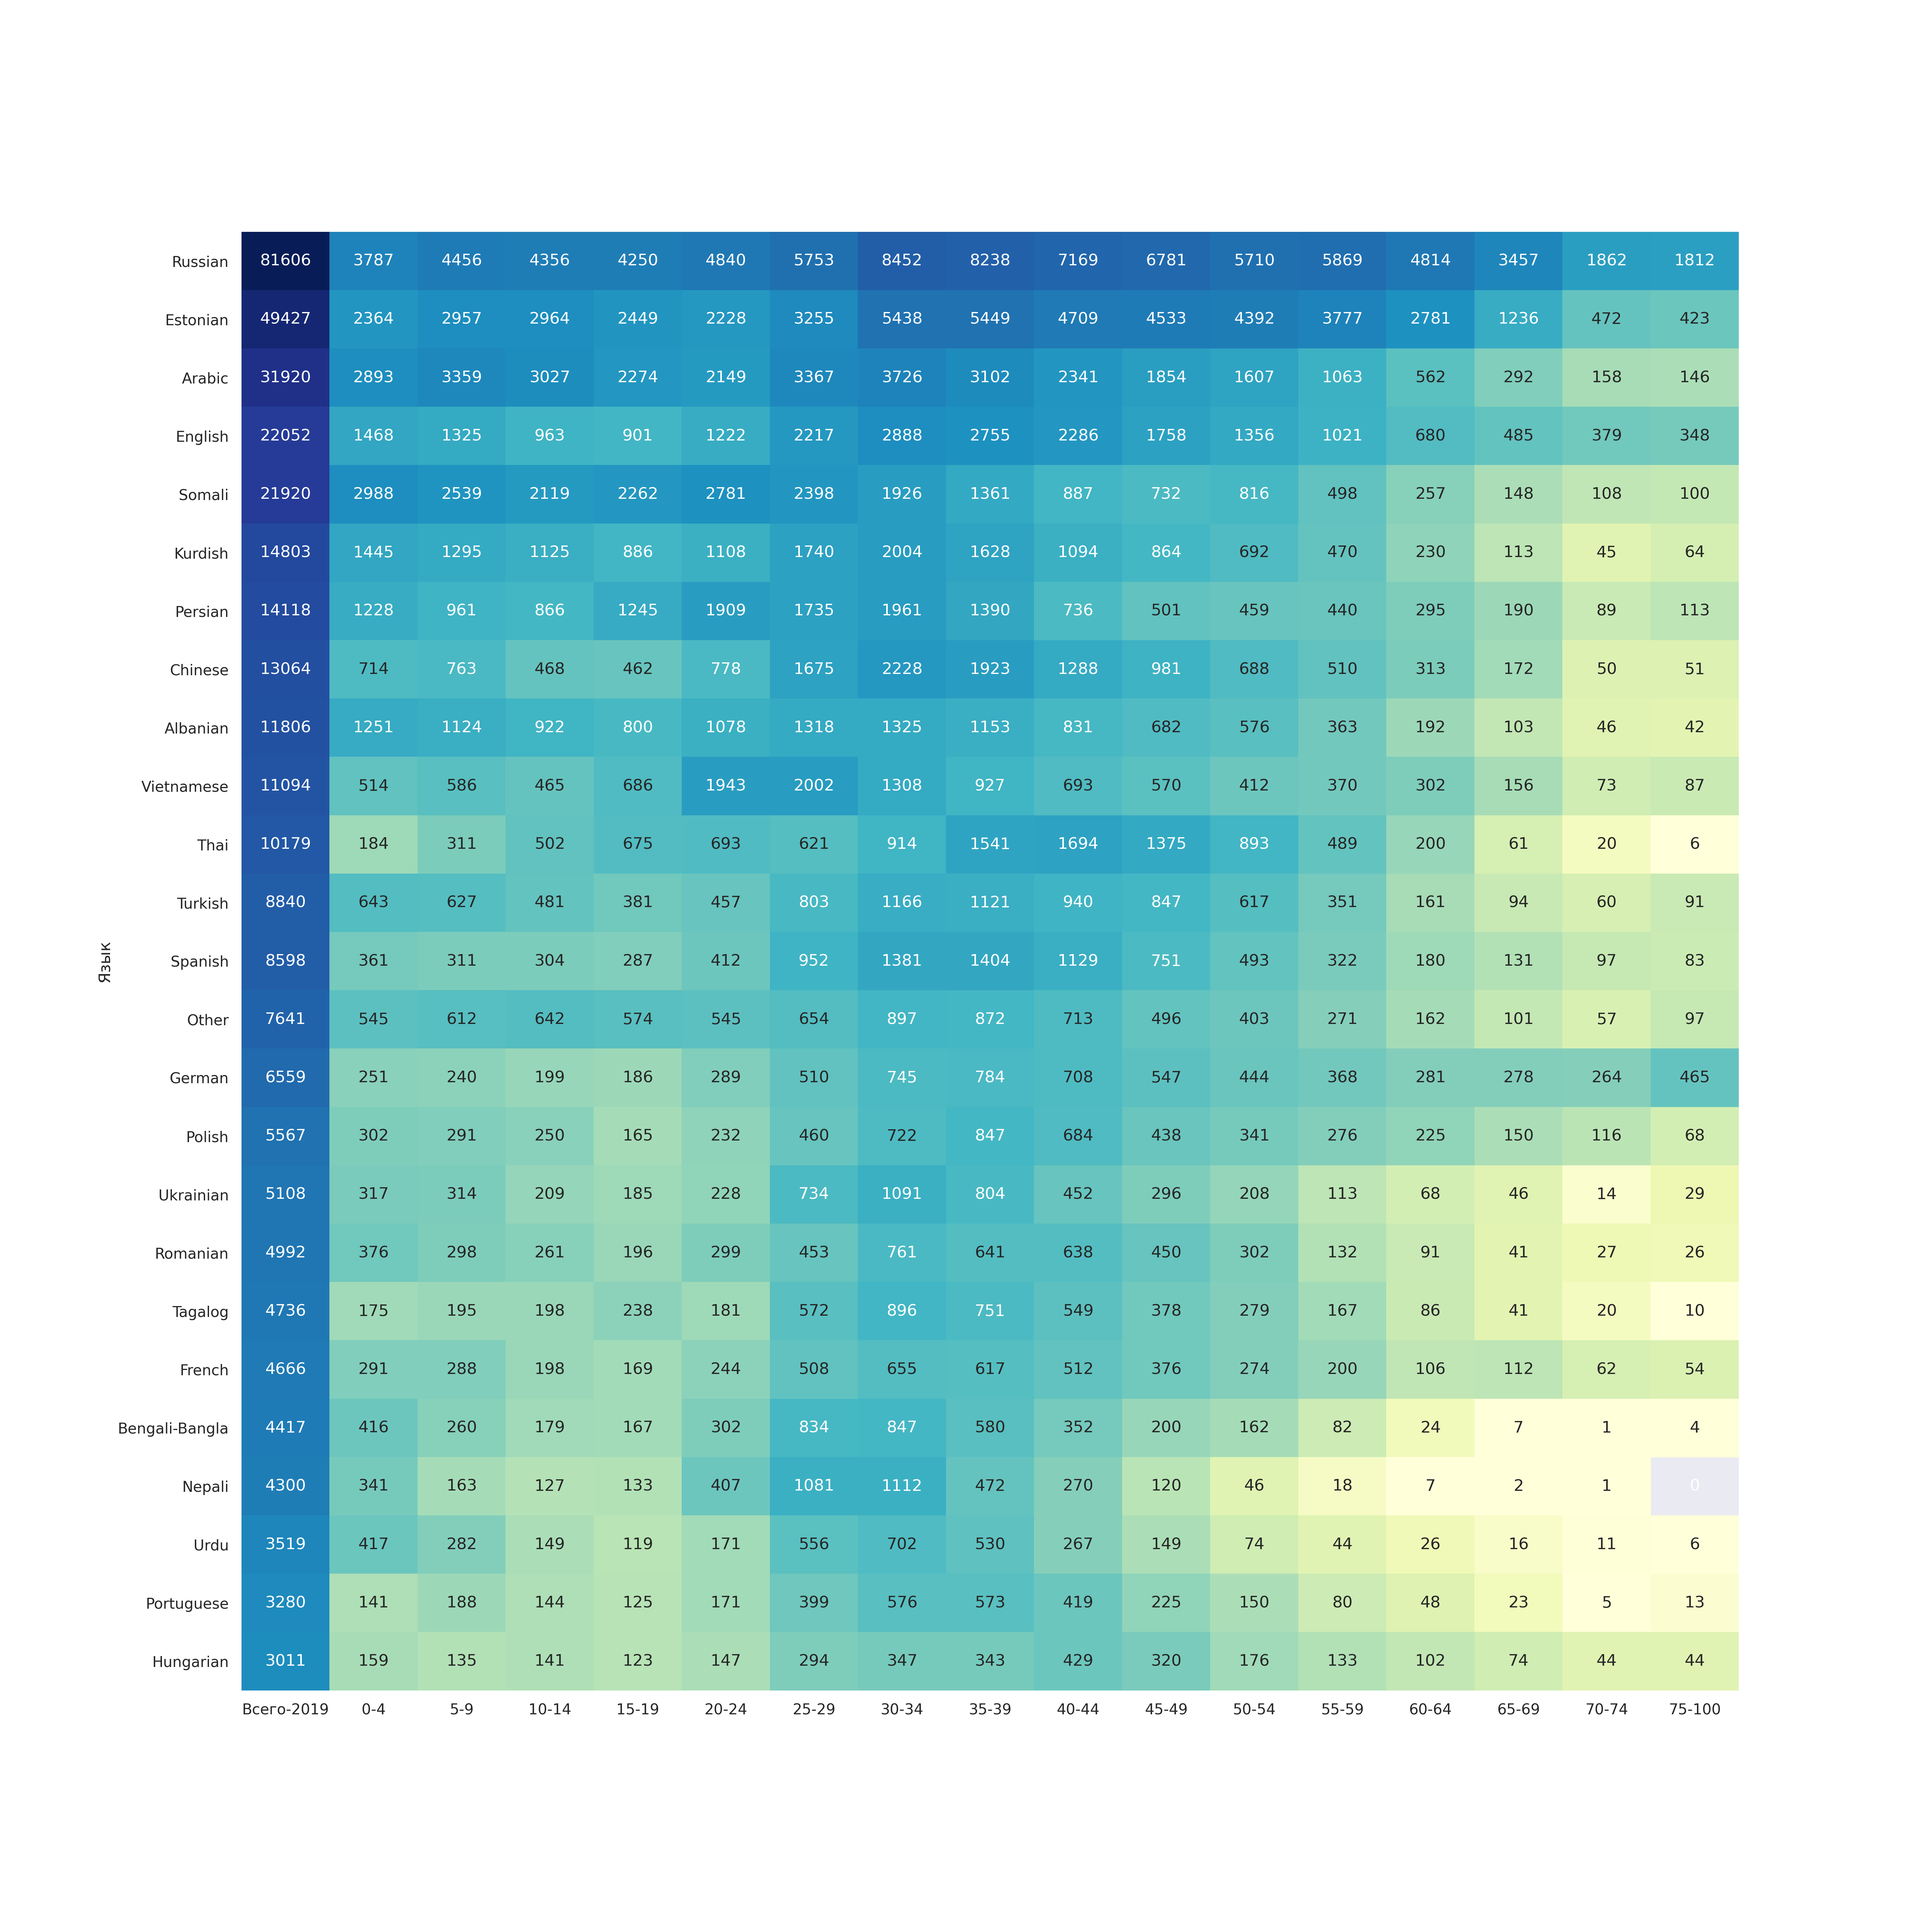 Russian 81606 3787 4456 4356 4250 4840 5753 8452 8238 7169 6781 5710 5869 4814 3457 1862 1812
Estonian 49427 2364 2957 2964 2449 2228 3255 5438 5449 4709 4533 4392 3777 2781 1236 472 423
Arabic 31920 2893 3359 3027 2274 2149 3367 3726 3102 2341 1854 1607 1063 562 292 158 146
English 22052 1468 1325 963 901 1222 2217 2888 2755 2286 1758 1356 1021 680 485 379 348
Somali 21920 2988 2539 2119 2262 2781 2398 1926 1361 887 732 816 498 257 148 108 100
Kurdish 14803 1445 1295 1125 886 1108 1740 2004 1628 1094 864 692 470 230 113 45 64
Persian 14118 1228 961 866 1245 1909 1735 1961 1390 736 501 459 440 295 190 89 113
Chinese 13064 714 763 468 462 778 1675 2228 1923 1288 981 688 510 313 172 50 51
Albanian 11806 1251 1124 922 800 1078 1318 1325 1153 831 682 576 363 192 103 46 42
Vietnamese 11094 514 586 465 686 1943 2002 1308 927 693 570 412 370 302 156 73 87
Thai 10179 184 311 502 675 693 621 914 1541 1694 1375 893 489 200 61 20 6
Turkish 8840 643 627 481 381 457 803 1166 1121 940 847 617 351 161 94 60 91
Язык
Spanish 8598 361 311 304 287 412 952 1381 1404 1129 751 493 322 180 131 97 83
Other 7641 545 612 642 574 545 654 897 872 713 496 403 271 162 101 57 97
German 6559 251 240 199 186 289 510 745 784 708 547 444 368 281 278 264 465
Polish 5567 302 291 250 165 232 460 722 847 684 438 341 276 225 150 116 68
Ukrainian 5108 317 314 209 185 228 734 1091 804 452 296 208 113 68 46 14 29
Romanian 4992 376 298 261 196 299 453 761 641 638 450 302 132 91 41 27 26
Tagalog 4736 175 195 198 238 181 572 896 751 549 378 279 167 86 41 20 10
French 4666 291 288 198 169 244 508 655 617 512 376 274 200 106 112 62 54
Bengali-Bangla 4417 416 260 179 167 302 834 847 580 352 200 162 82 24 7 1 4
Nepali 4300 341 163 127 133 407 1081 1112 472 270 120 46 18 7 2 1 0
Urdu 3519 417 282 149 119 171 556 702 530 267 149 74 44 26 16 11 6
Portuguese 3280 141 188 144 125 171 399 576 573 419 225 150 80 48 23 5 13
Hungarian 3011 159 135 141 123 147 294 347 343 429 320 176 133 102 74 44 44
Всего-2019 0-4 5-9 10-14 15-19 20-24 25-29 30-34 35-39 40-44 45-49 50-54 55-59 60-64 65-69 70-74 75-100